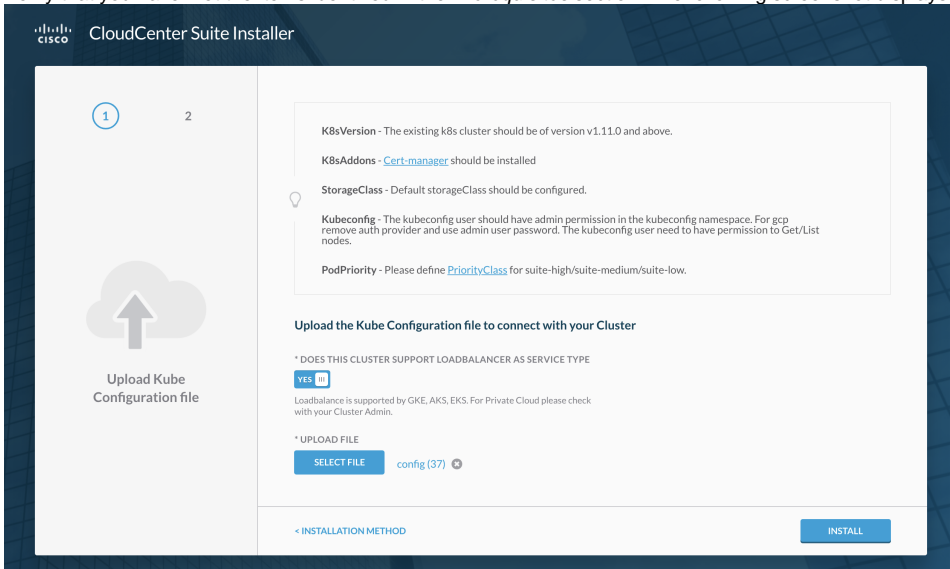 cisco
CloudCenter Suite Installer
1
2
Upload Kube
Configuration file
K8sVersion - The existing k8s cluster should be of version v1.11.0 and above.
K8sAddons - Cert-manager should be installed
StorageClass - Default storageClass should be configured.
Kubeconfig - The kubeconfig user should have admin permission in the kubeconfig namespace. For gcp
remove auth provider and use admin user password. The kubeconfig user need to have permission to Get/List
nodes.
PodPriority - Please define PriorityClass for suite-high/suite-medium/suite-low.
Upload the Kube Configuration file to connect with your Cluster
* DOES THIS CLUSTER SUPPORT LOADBALANCER AS SERVICE TYPE
YES
Loadbalance is supported by GKE, AKS, EKS. For Private Cloud please check
with your Cluster Admin.
* UPLOAD FILE
SELECT FILE
config (37)
< INSTALLATION METHOD
INSTALL